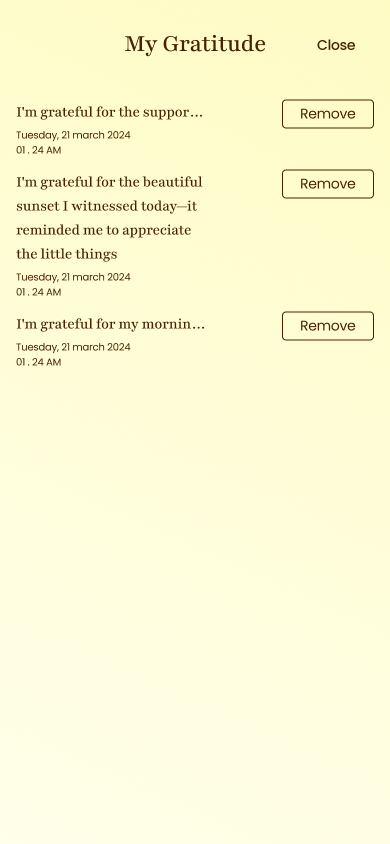 My Gratitude
Close
I'm grateful for the suppor...
Remove
Tuesday, 21 march 2024
01 . 24 AM
I'm grateful for the beautiful
Remove
sunset I witnessed today—it
reminded me to appreciate
the little things
Tuesday, 21 march 2024
01 . 24 AM
I'm grateful for my mornin...
Remove
Tuesday, 21 march 2024
01 . 24 AM